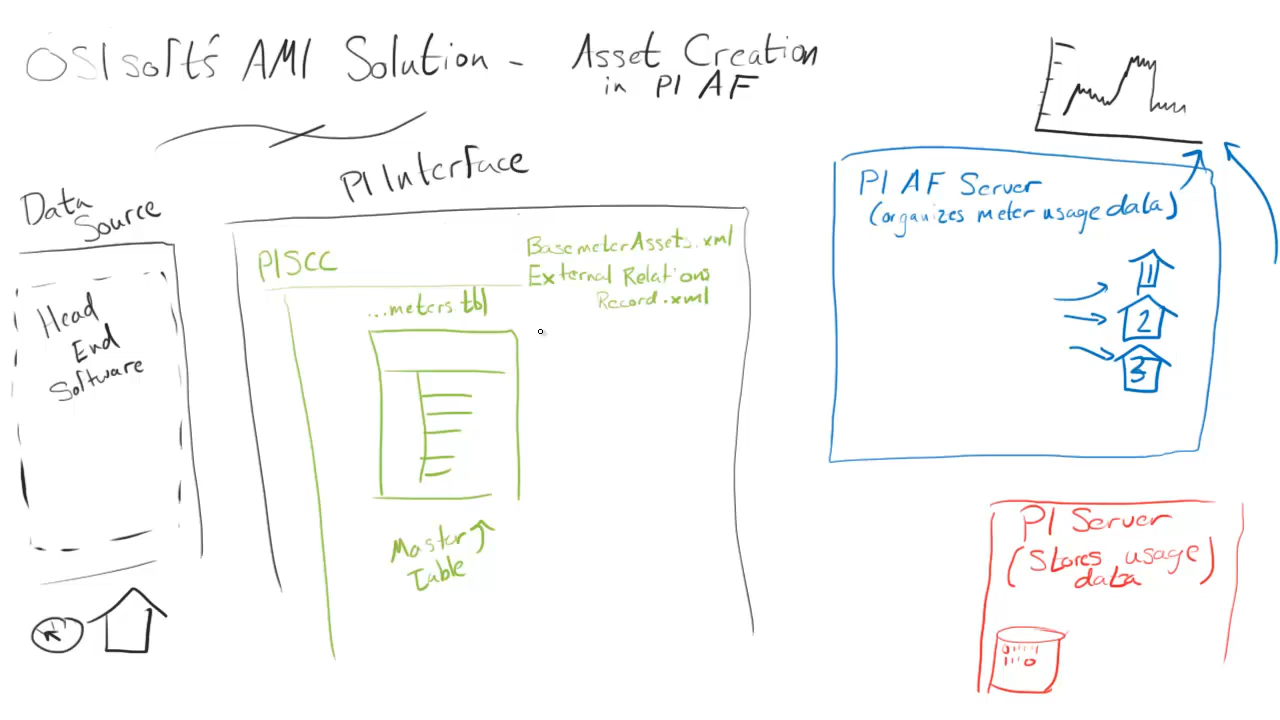 OSIsoft's AMI Solution - Asset Creation
in PI AF
Data
Source
Head
End
Software
PI Interface
PISCC
...meters.tbl
Master
Table
BasemeterAssets.xml
External Relations
Record.xml
PI AF Server
(organizes meter usage data)
1
2
3
PI Server
(Stores usage
data)